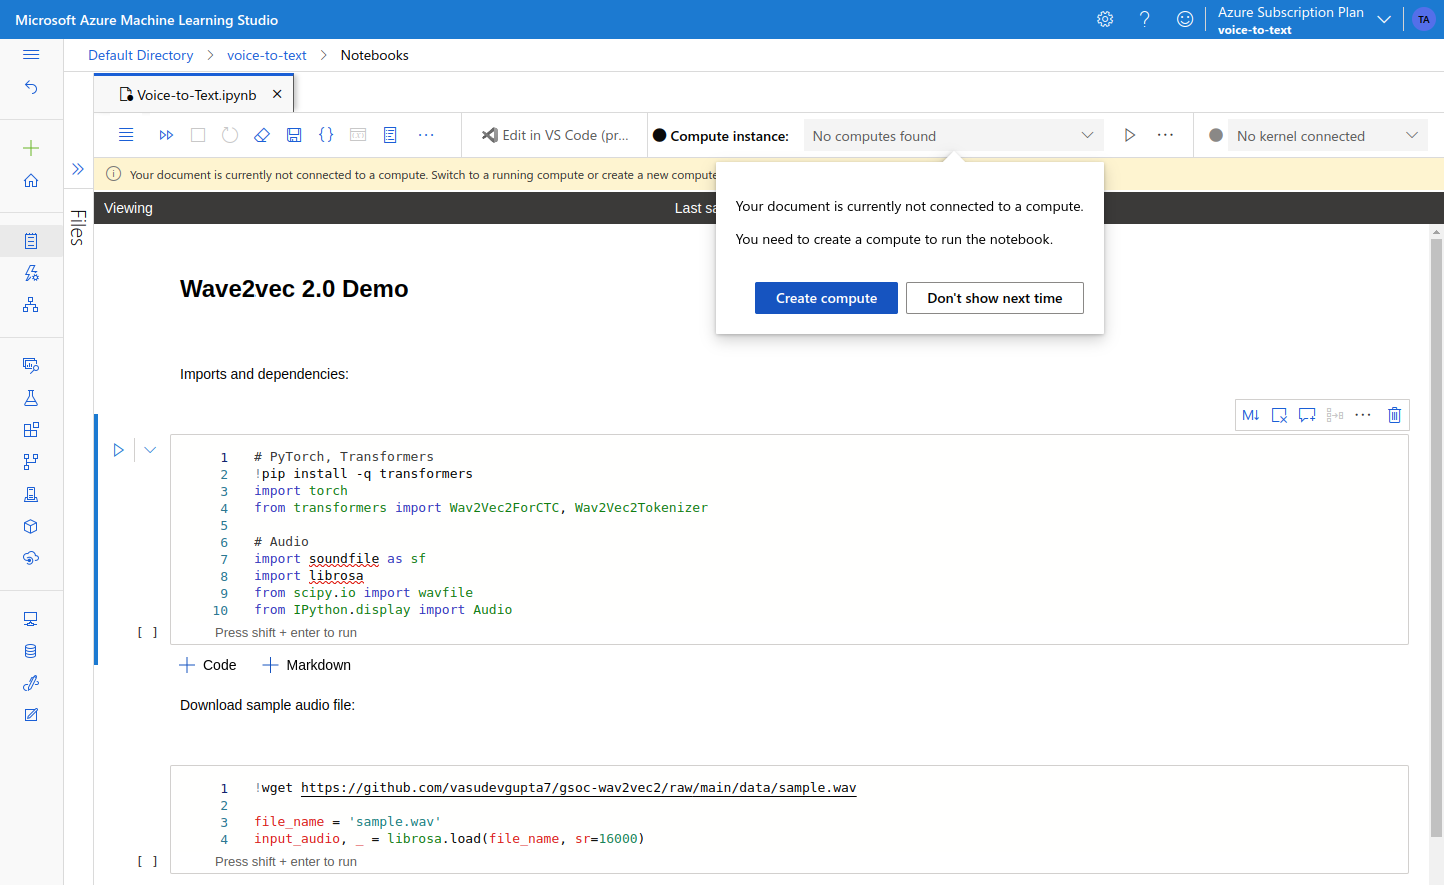 Microsoft Azure Machine Learning Studio
Azure Subscription Plan
voice-to-text
TA
Default Directory > voice-to-text > Notebooks
Voice-to-Text.ipynb
Edit in VS Code (pr...
Compute instance:
No computes found
No kernel connected
Files
Your document is currently not connected to a compute. Switch to a running compute or create a new compute
Viewing
Last sa
Your document is currently not connected to a compute.
You need to create a compute to run the notebook.
Create compute
Don't show next time
Wave2vec 2.0 Demo
Imports and dependencies:
M↓
1 # PyTorch, Transformers
2 !pip install -q transformers
3 import torch
4 from transformers import Wav2Vec2ForCTC, Wav2Vec2Tokenizer
5
6 # Audio
7 import soundfile as sf
8 import librosa
9 from scipy.io import wavfile
10 from IPython.display import Audio
[ ] Press shift + enter to run
+ Code + Markdown
Download sample audio file:
1 !wget https://github.com/vasudevgupta7/gsoc-wav2vec2/raw/main/data/sample.wav
2
3 file_name = 'sample.wav'
4 input_audio, _ = librosa.load(file_name, sr=16000)
[ ] Press shift + enter to run